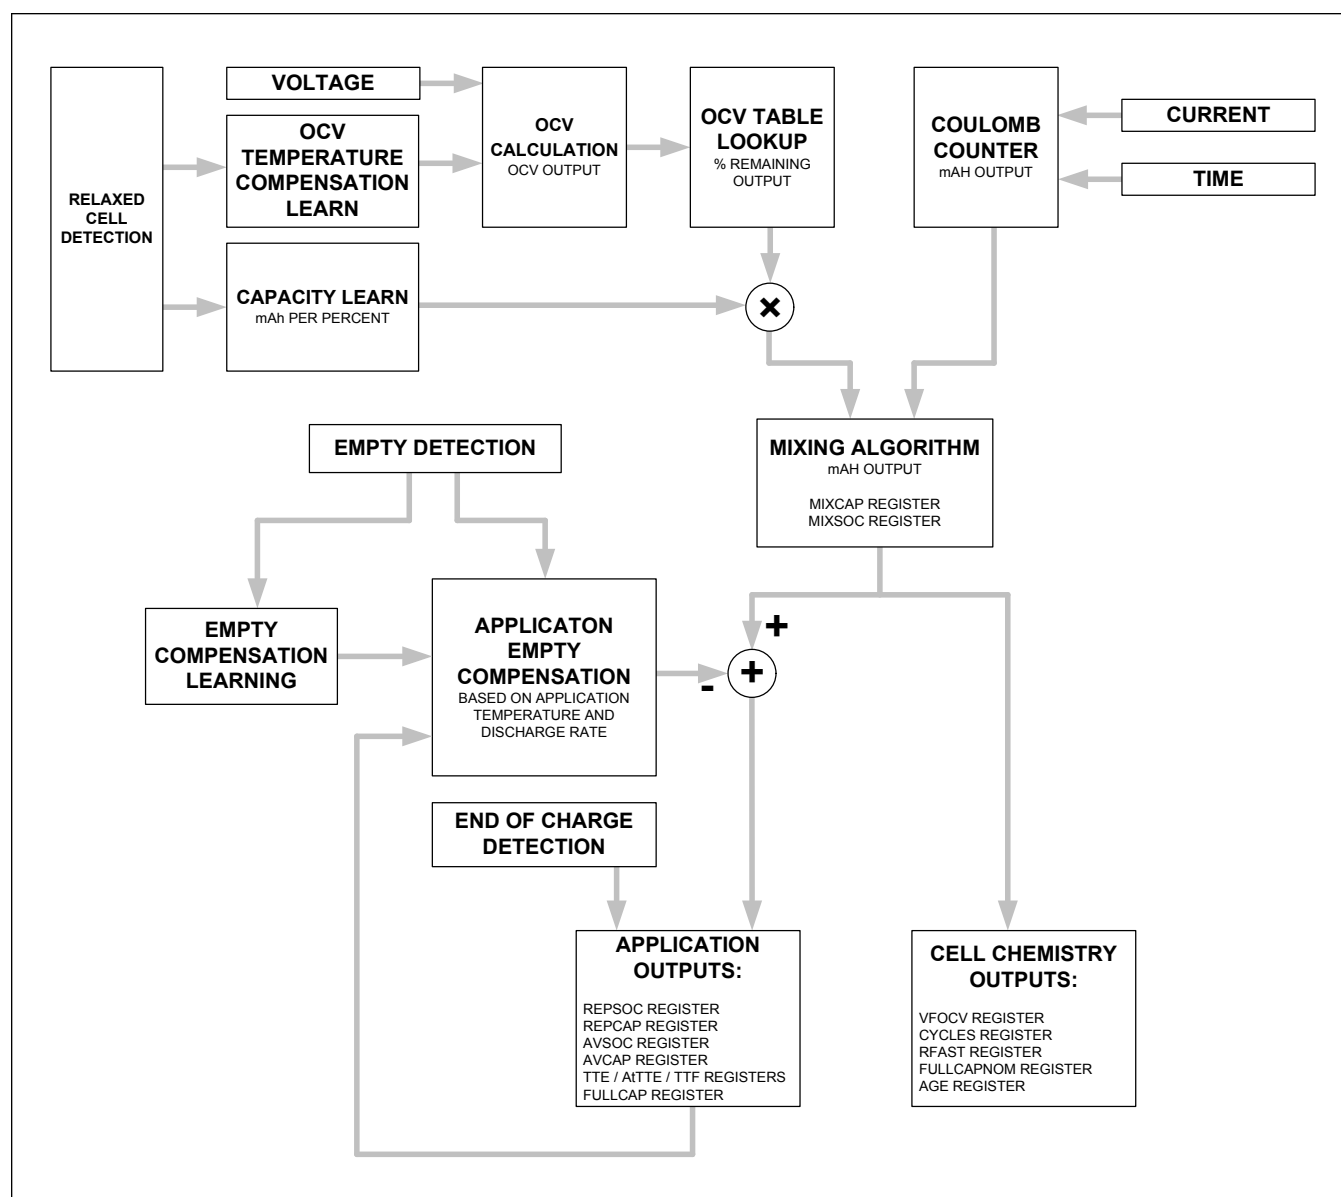 VOLTAGE
OCV
TEMPERATURE
COMPENSATION
LEARN
OCV
CALCULATION
OCV OUTPUT
OCV TABLE
LOOKUP
% REMAINING
OUTPUT
COULOMB
COUNTER
mAH OUTPUT
CURRENT
TIME
RELAXED
CELL
DETECTION
CAPACITY LEARN
mAh PER PERCENT
×
EMPTY DETECTION
MIXING ALGORITHM
mAH OUTPUT
MIXCAP REGISTER
MIXSOC REGISTER
EMPTY
COMPENSATION
LEARNING
APPLICATON
EMPTY
COMPENSATION
BASED ON APPLICATION
TEMPERATURE AND
DISCHARGE RATE
+
+
-
END OF CHARGE
DETECTION
APPLICATION
OUTPUTS:
REPSOC REGISTER
REPCAP REGISTER
AVSOC REGISTER
AVCAP REGISTER
TTE / AtTTE / TTF REGISTERS
FULLCAP REGISTER
CELL CHEMISTRY
OUTPUTS:
VFOCV REGISTER
CYCLES REGISTER
RFAST REGISTER
FULLCAPNOM REGISTER
AGE REGISTER